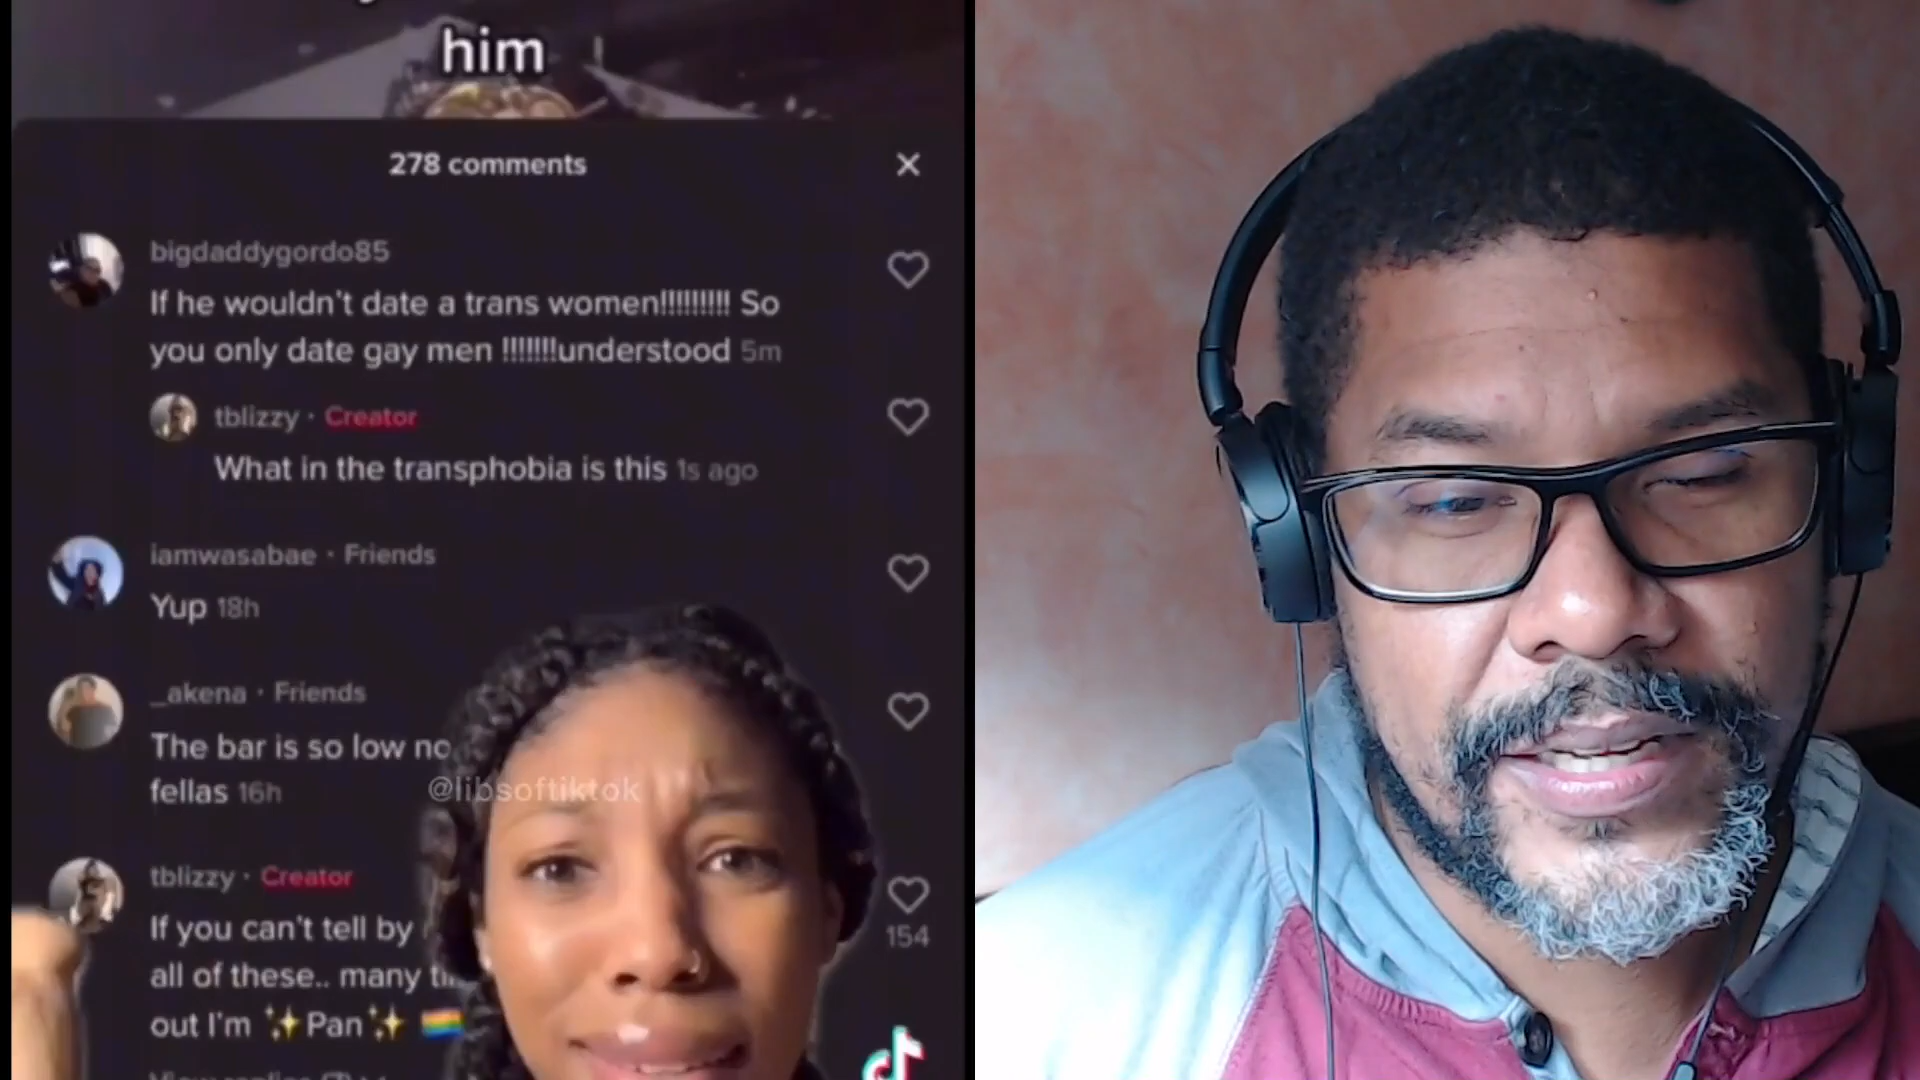 him
278 comments
bigdaddygordo85
If he wouldn't date a trans women!!!!!!!!!! So
you only date gay men !!!!!!!understood 5m
tblizzy · Creator
What in the transphobia is this 1s ago
iamwasabae · Friends
Yup 18h
_akena · Friends
The bar is so low no
fellas 16h
@libsoftiktok
tblizzy · Creator
If you can't tell by
154
all of these.. many
out I'm ✨Pan✨ 🏳️‍🌈